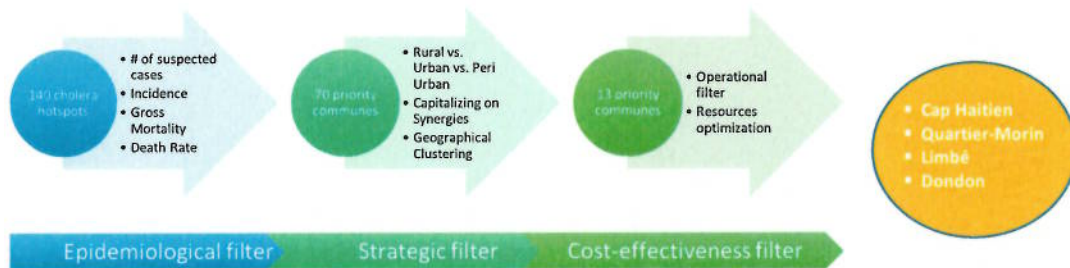 140 cholera
hotspots
• # of suspected
cases
• Incidence
• Gross
Mortality
• Death Rate
70 priority
communes
• Rural vs.
Urban vs. Peri
Urban
• Capitalizing on
Synergies
• Geographical
Clustering
13 priority
communes
• Operational
filter
• Resources
optimization
▪ Cap Haitien
▪ Quartier-Morin
▪ Limbé
▪ Dondon
Epidemiological filter
Strategic filter
Cost-effectiveness filter